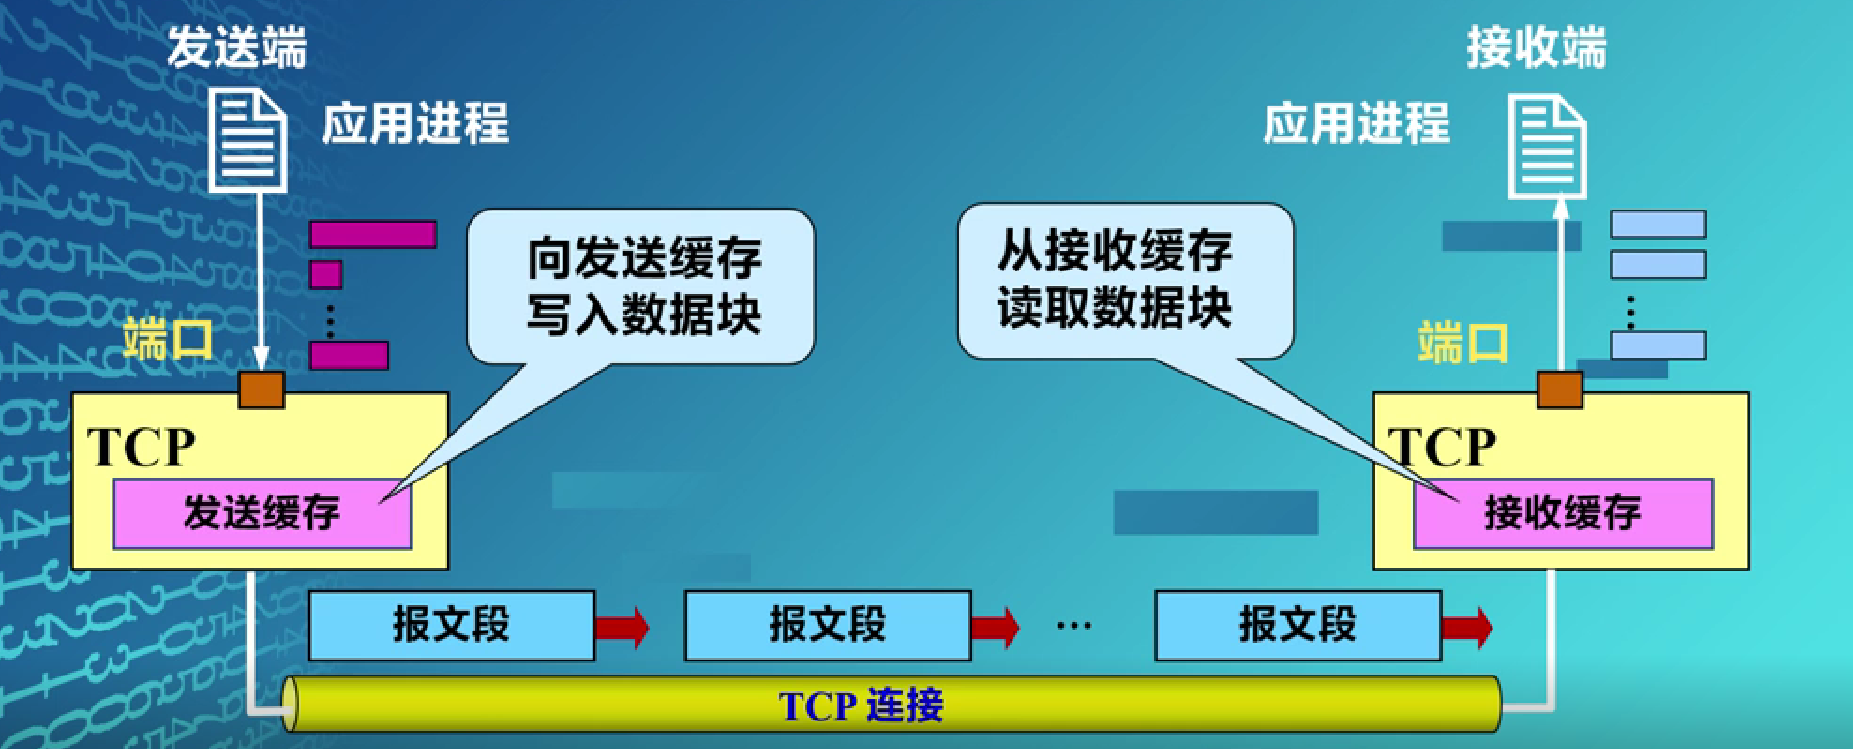 发送端
接收端
应用进程
应用进程
向发送缓存
写入数据块
从接收缓存
读取数据块
端口
端口
TCP
TCP
发送缓存
接收缓存
报文段
报文段
…
报文段
TCP 连接